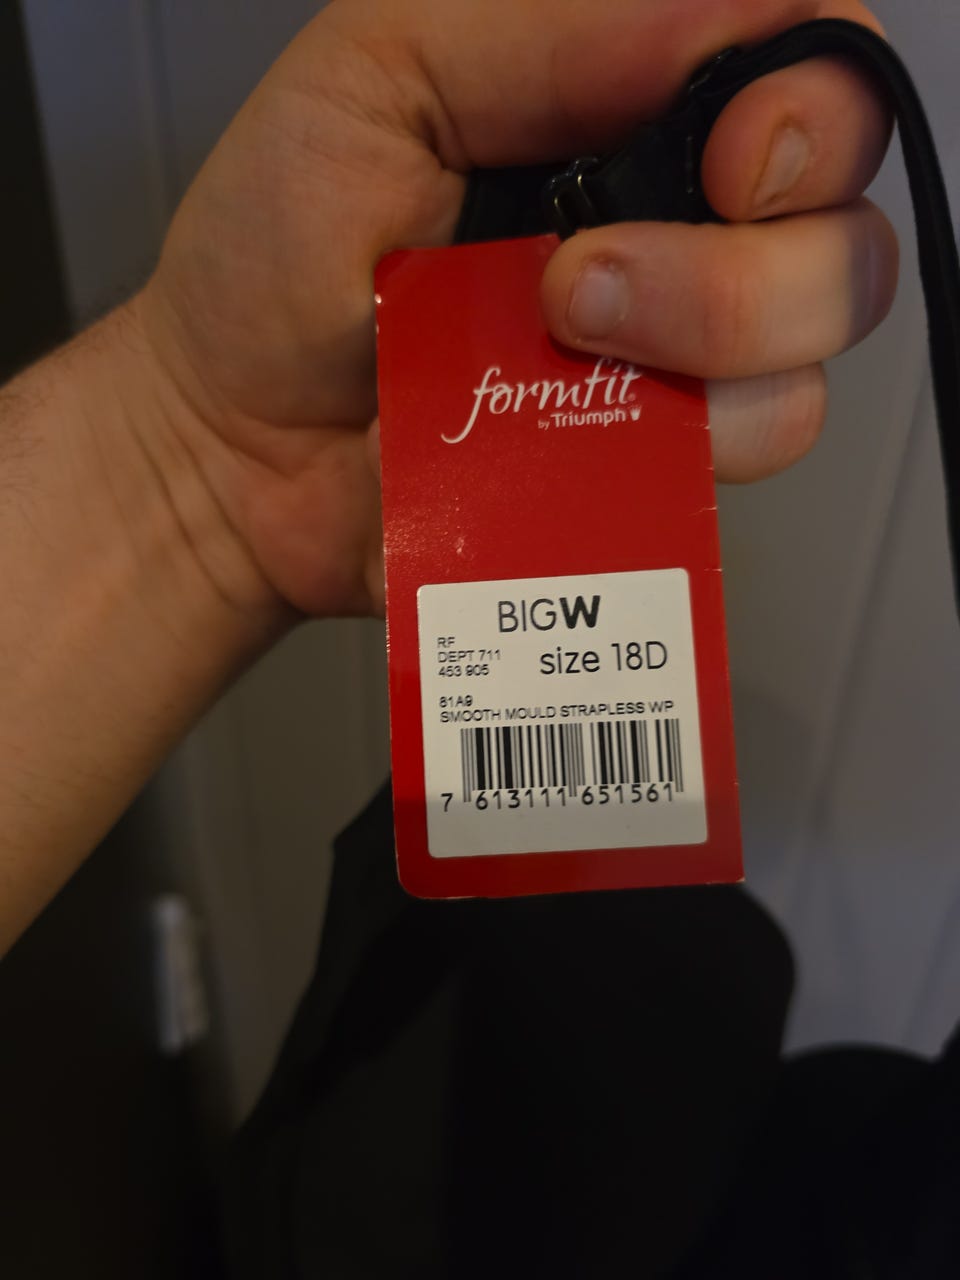 formfit
by Triumph
BIGW
RF
DEPT 711
453 905
size 18D
81A9
SMOOTH MOULD STRAPLESS WP
7 613111 651561